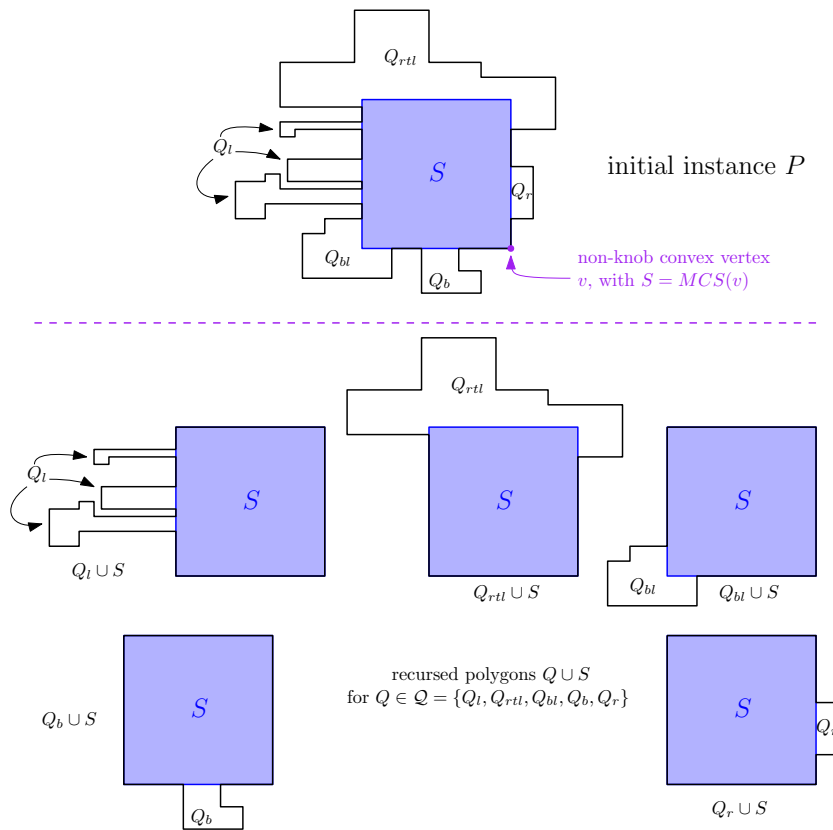 Q_{rtl}
Q_l
S
initial instance P
Q_r
Q_{bl}
Q_b
non-knob convex vertex
v, with S = MCS(v)
Q_{rtl}
Q_l
S
S
S
Q_l ∪ S
Q_{rtl} ∪ S
Q_{bl}
Q_{bl} ∪ S
recursed polygons Q ∪ S
for Q ∈ 𝒬 = {Q_l, Q_{rtl}, Q_{bl}, Q_b, Q_r}
S
S
Q_b ∪ S
Q_r
Q_r ∪ S
Q_b